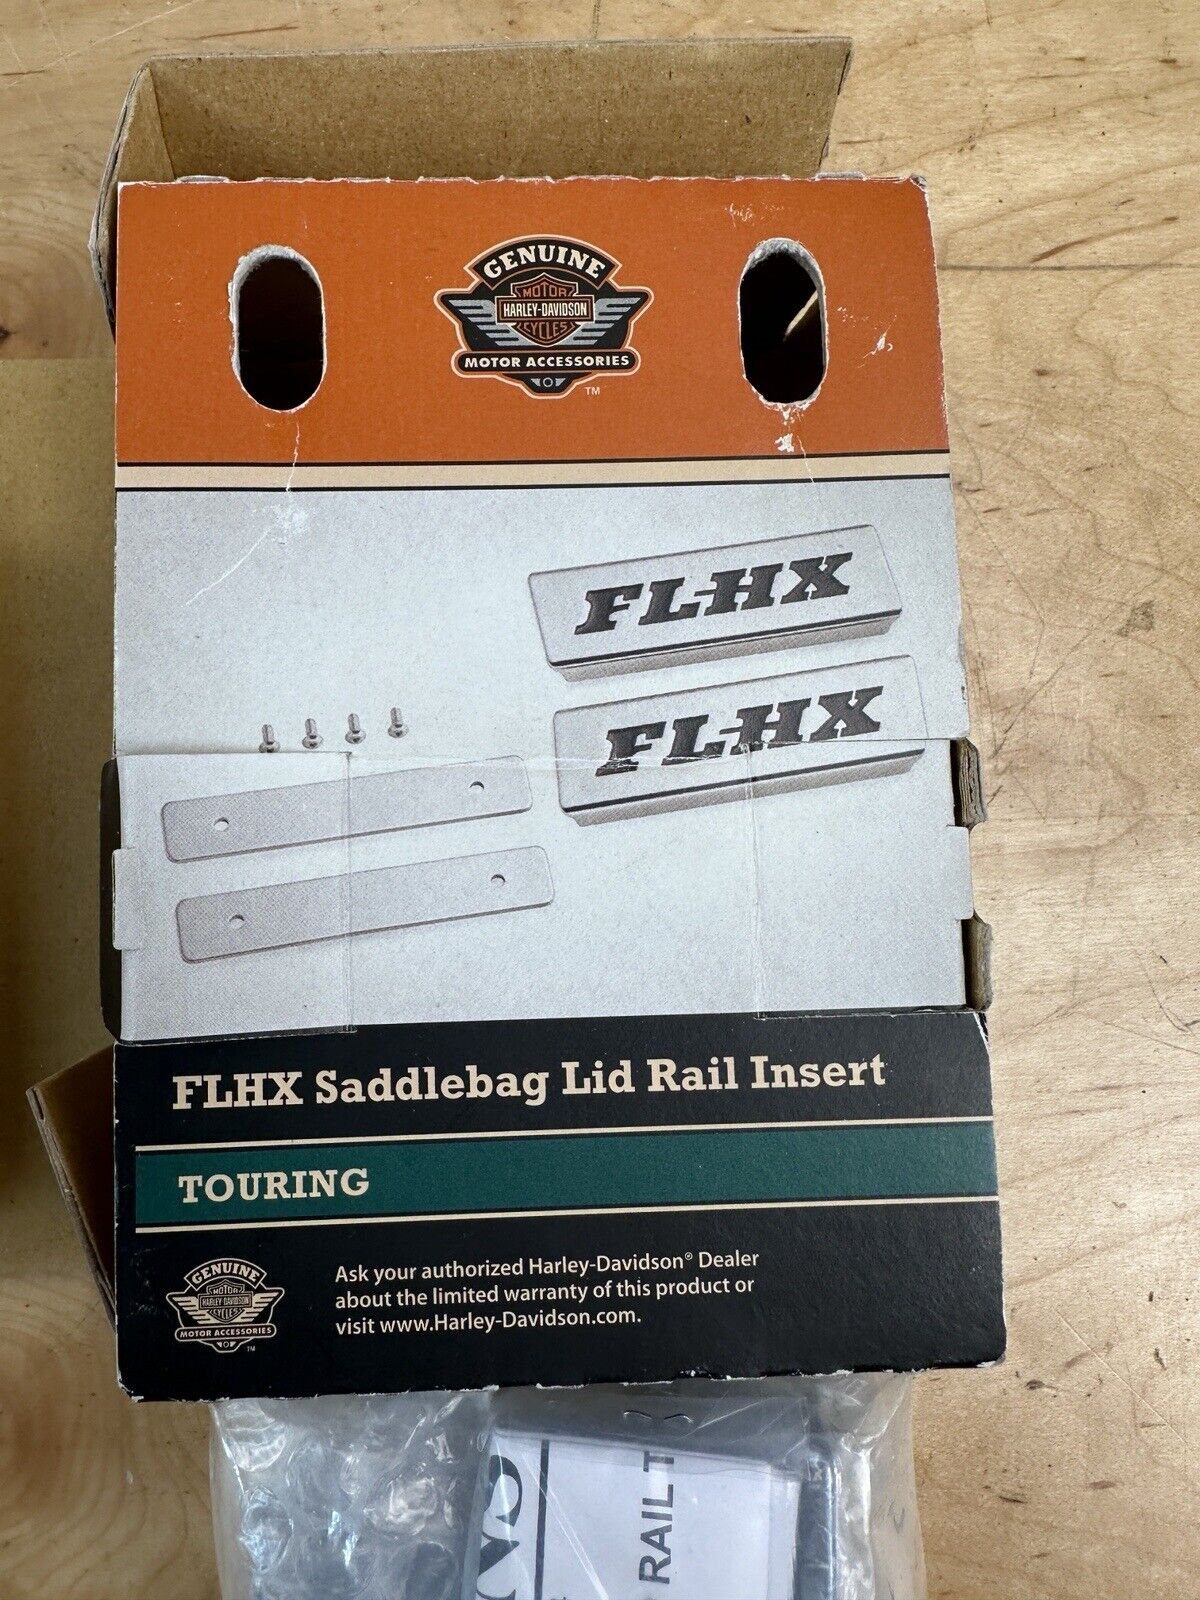 GENUINE
MOTOR
HARLEY-DAVIDSON
CYCLES
MOTOR ACCESSORIES
TM
FLHX
FLHX
FLHX Saddlebag Lid Rail Insert
TOURING
GENUINE
MOTOR
HARLEY-DAVIDSON
CYCLES
MOTOR ACCESSORIES
TM
Ask your authorized Harley-Davidson® Dealer
about the limited warranty of this product or
visit www.Harley-Davidson.com.
RAIL